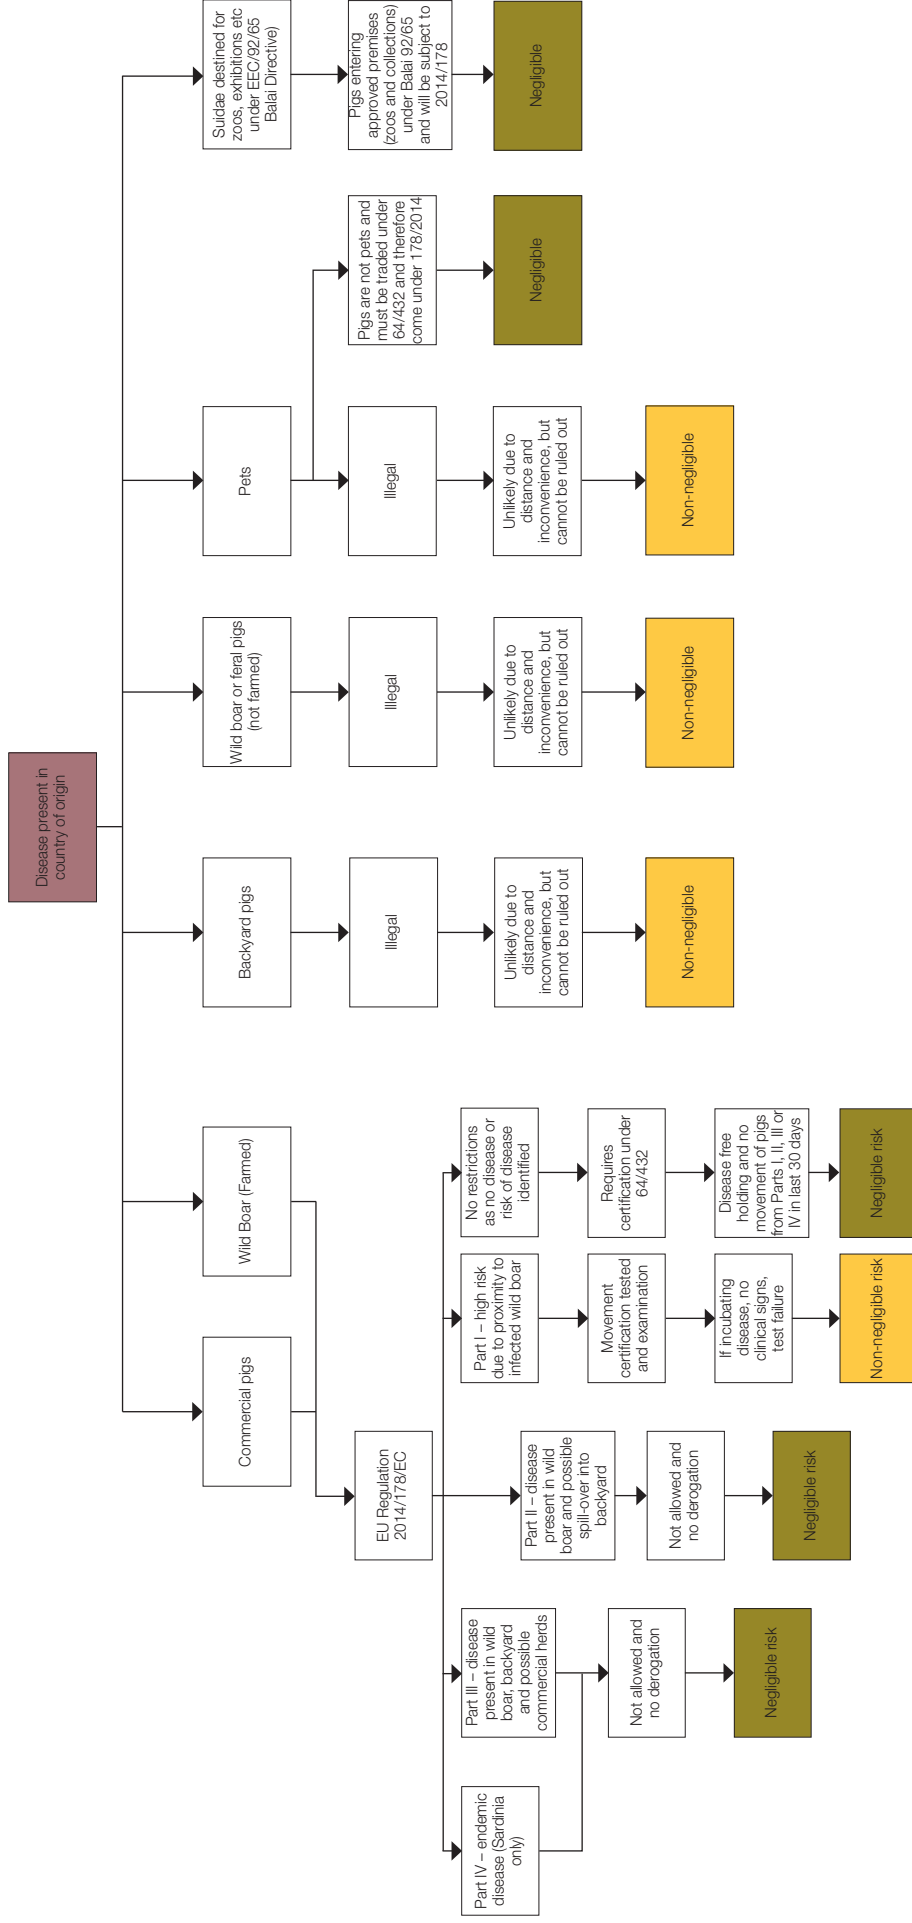 Disease present in
country of origin
Commercial pigs
Wild Boar (Farmed)
Backyard pigs
Wild boar or feral pigs
(not farmed)
Pets
Suidae destined for
zoos, exhibitions etc
under EEC/92/65
Balai Directive)
EU Regulation
2014/178/EC
Illegal
Illegal
Illegal
Pigs are not pets and
must be traded under
64/432 and therefore
come under 178/2014
Pigs entering
approved premises
(zoos and collections)
under Balai 92/65
and will be subject to
2014/178
Part IV – endemic
disease (Sardinia
only)
Part III – disease
present in wild
boar, backyard
and possible
commercial herds
Part II – disease
present in wild
boar and possible
spill-over into
backyard
Part I – high risk
due to proximity to
infected wild boar
No restrictions
as no disease or
risk of disease
identified
Unlikely due to
distance and
inconvenience, but
cannot be ruled out
Unlikely due to
distance and
inconvenience, but
cannot be ruled out
Unlikely due to
distance and
inconvenience, but
cannot be ruled out
Negligible
Negligible
Not allowed and
no derogation
Not allowed and
no derogation
Movement
certification tested
and examination
Requires
certification under
64/432
Non-negligible
Non-negligible
Non-negligible
If incubating
disease, no
clinical signs,
test failure
Disease free
holding and no
movement of pigs
from Parts I, II, III or
IV in last 30 days
Negligible risk
Negligible risk
Non-negligible risk
Negligible risk